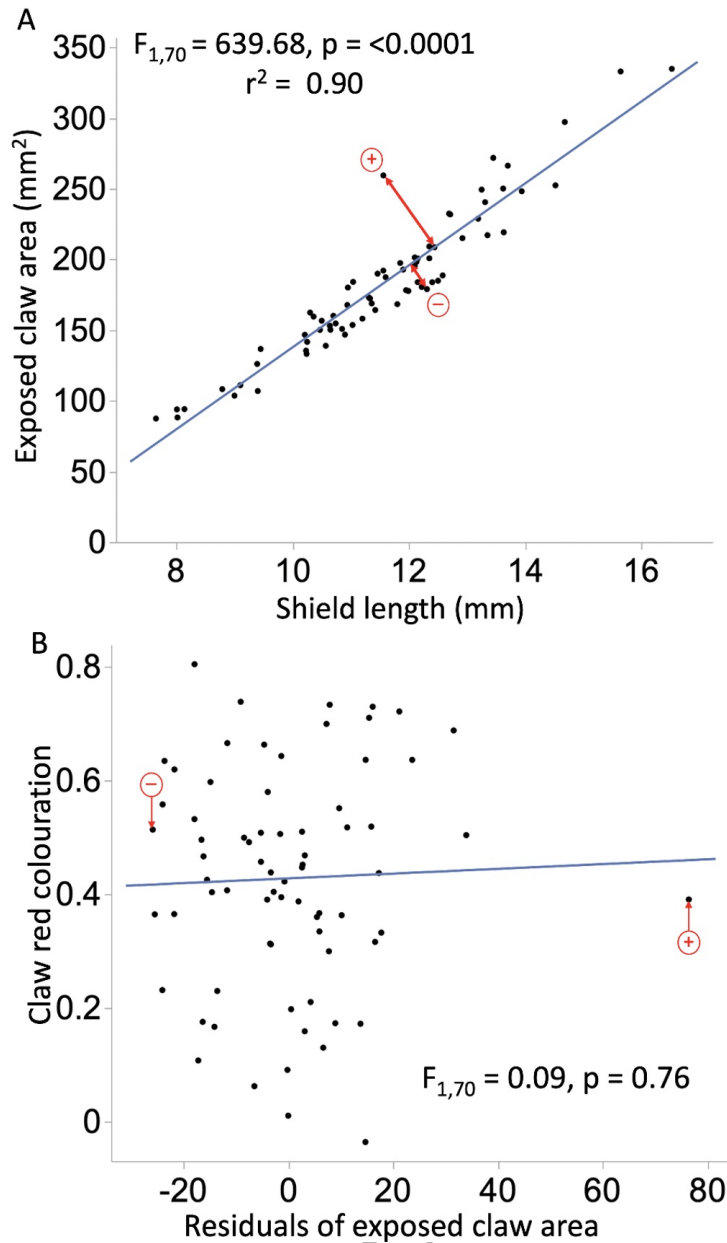 A
F1,70 = 639.68, p = <0.0001
r² = 0.90
Exposed claw area (mm²)
350
300
250
200
150
100
50
0
+
−
8 10 12 14 16
Shield length (mm)
B
Claw red colouration
0.8
0.6
0.4
0.2
0
−
+
F1,70 = 0.09, p = 0.76
-20 0 20 40 60 80
Residuals of exposed claw area